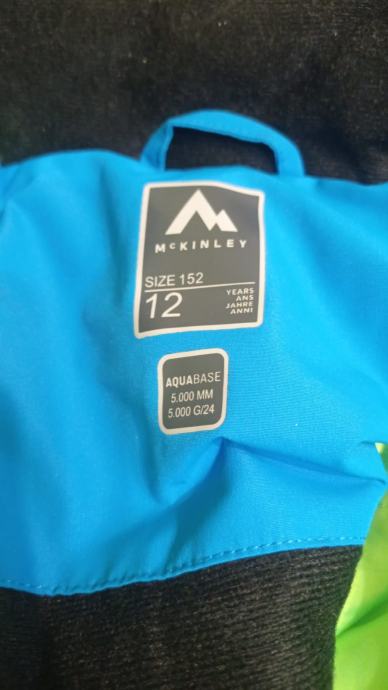 McKINLEY
SIZE 152
12
YEARS
ANS
JAHRE
ANNI
AQUABASE
5.000 MM
5.000 G/24